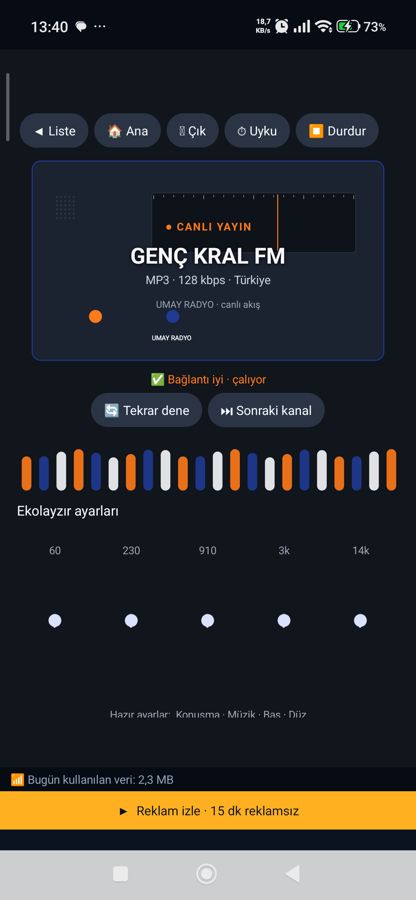 13:40 18,7 KB/s 73%
◄ Liste 🏠 Ana Çık ⏱ Uyku ⏹ Durdur
• CANLI YAYIN
GENÇ KRAL FM
MP3 · 128 kbps · Türkiye
UMAY RADYO · canlı akış
UMAY RADYO
✅ Bağlantı iyi · çalıyor
🔄 Tekrar dene ⏭ Sonraki kanal
Ekolayzır ayarları
60 230 910 3k 14k
Hazır ayarlar: Konuşma · Müzik · Bas · Düz
📶 Bugün kullanılan veri: 2,3 MB
► Reklam izle · 15 dk reklamsız